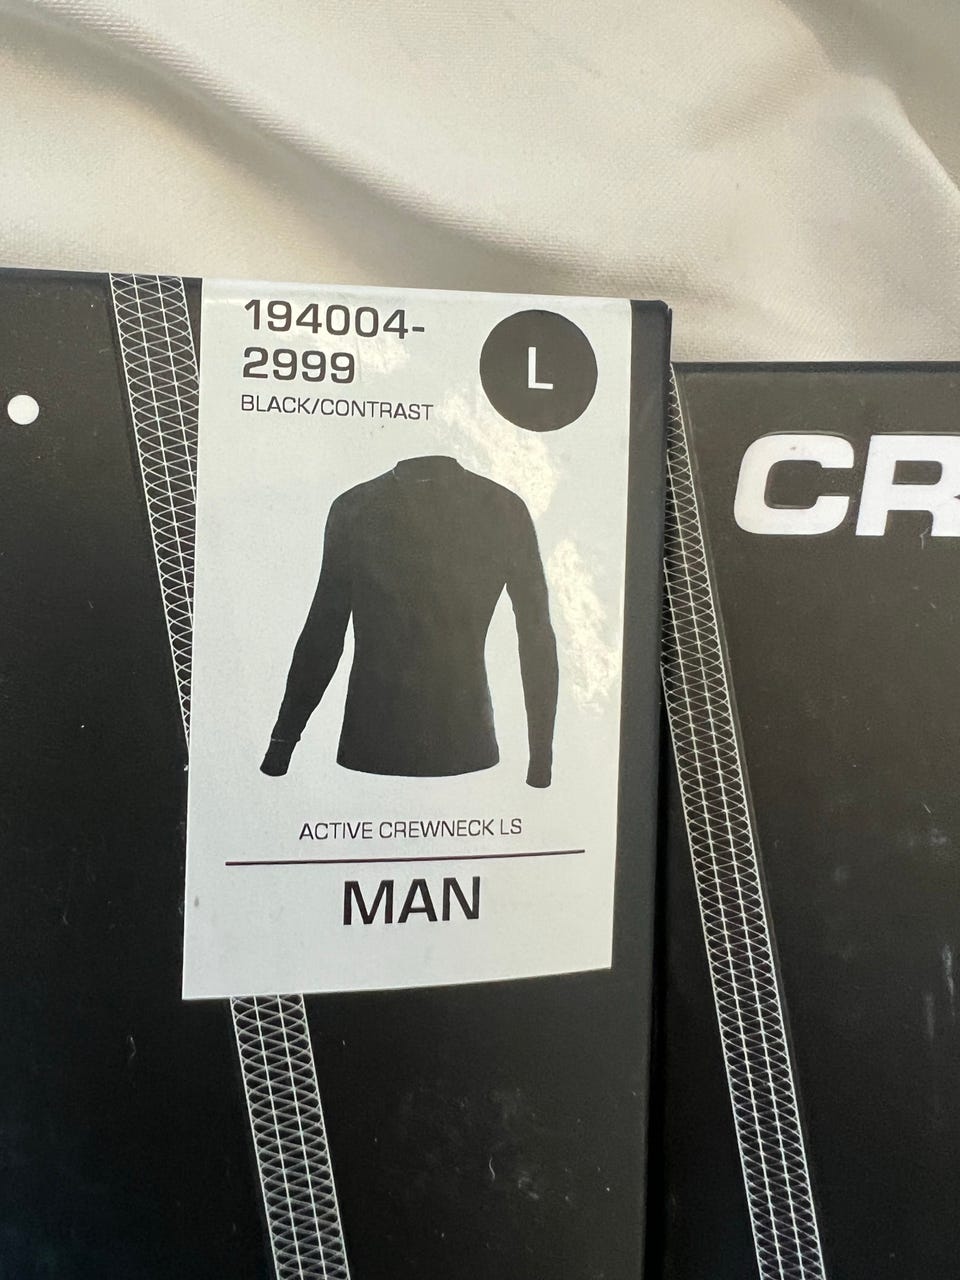 194004-
2999
BLACK/CONTRAST
L
CR
ACTIVE CREWNECK LS
MAN